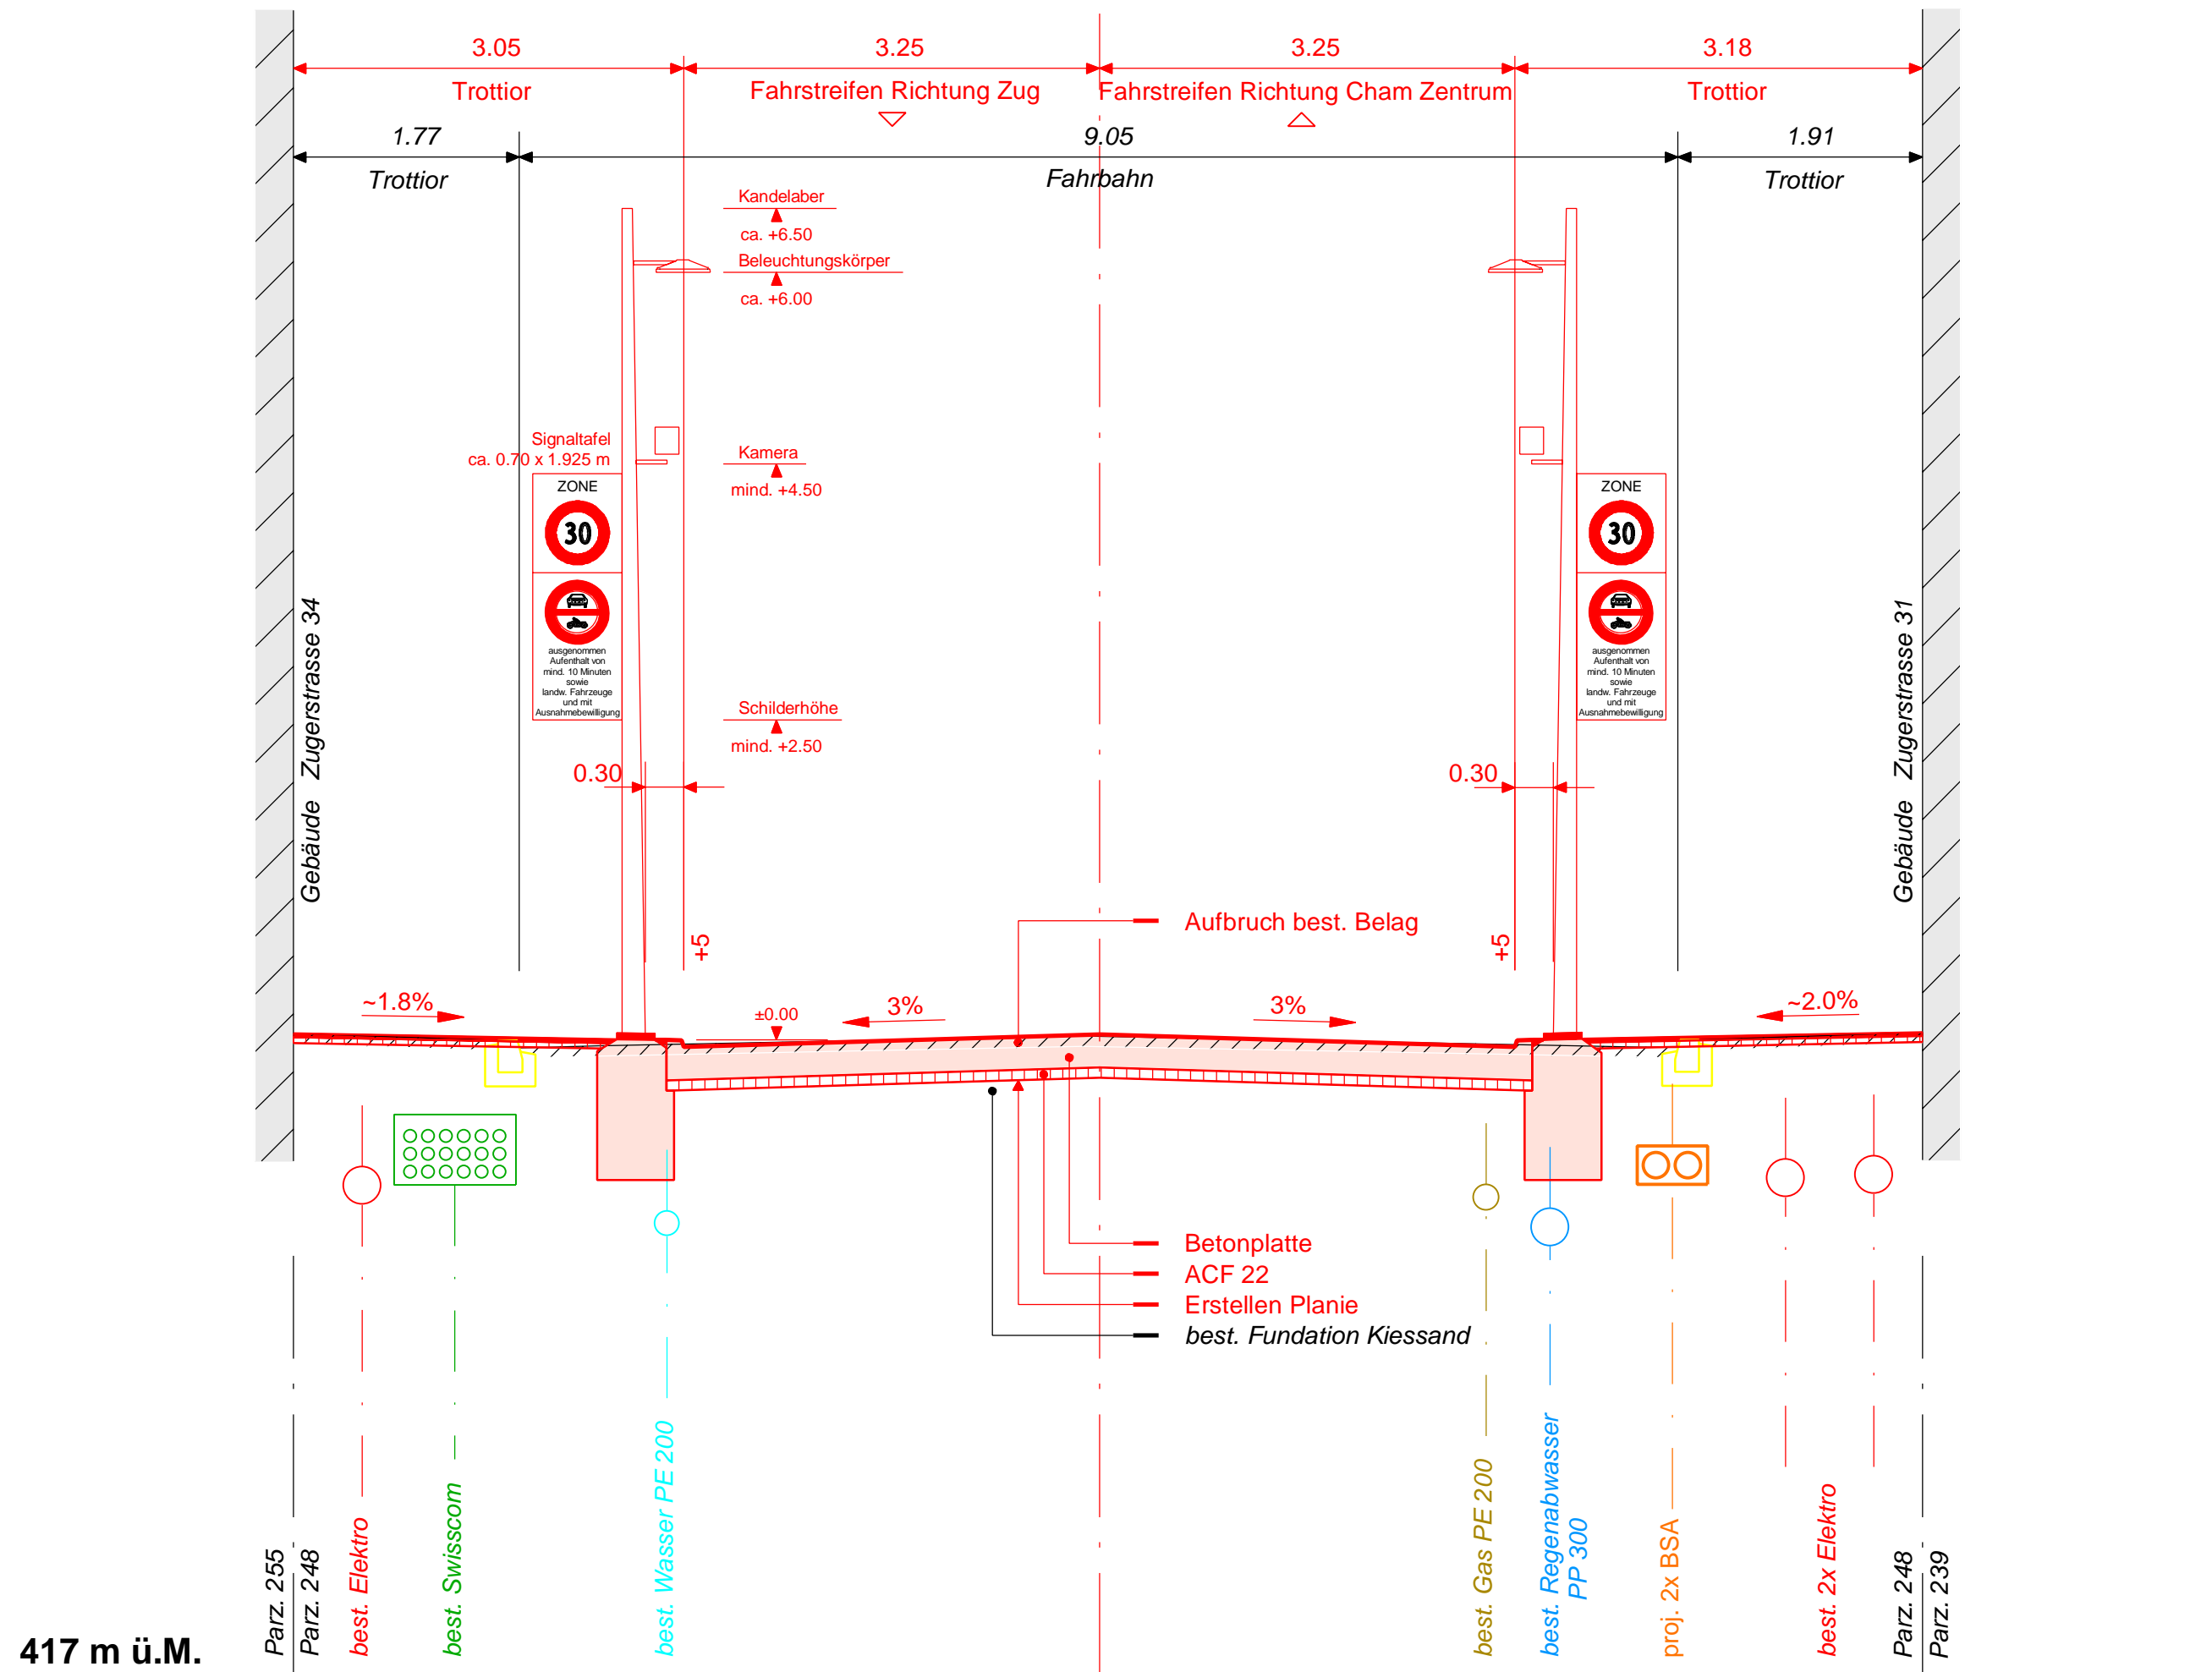 3.05
3.25
3.25
3.18
Trottior
Fahrstreifen Richtung Zug
Fahrstreifen Richtung Cham Zentrum
Trottior
1.77
9.05
1.91
Trottior
Fahrbahn
Trottior
Kandelaber
ca. +6.50
Beleuchtungskörper
ca. +6.00
Signaltafel
ca. 0.70 x 1.925 m
Kamera
mind. +4.50
ZONE
30
ausgenommen
Aufenthalt von
mind. 10 Minuten
sowie
landw. Fahrzeuge
und mit
Ausnahmebewilligung
ZONE
30
ausgenommen
Aufenthalt von
mind. 10 Minuten
sowie
landw. Fahrzeuge
und mit
Ausnahmebewilligung
Gebäude Zugerstrasse 34
Gebäude Zugerstrasse 31
Schilderhöhe
mind. +2.50
0.30
0.30
+5
+5
Aufbruch best. Belag
~1.8%
±0.00
3%
3%
~2.0%
Betonplatte
ACF 22
Erstellen Planie
best. Fundation Kiessand
Parz. 255
Parz. 248
best. Elektro
best. Swisscom
best. Wasser PE 200
best. Gas PE 200
best. Regenabwasser
PP 300
proj. 2x BSA
best. 2x Elektro
Parz. 248
Parz. 239
417 m ü.M.